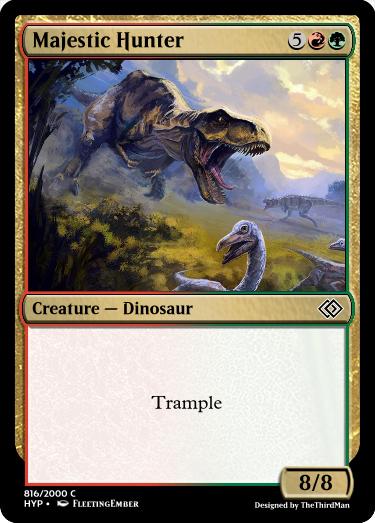 Majestic Hunter 5
Creature — Dinosaur
Trample
8/8
816/2000 C
HYP • FleetingEmber
Designed by TheThirdMan